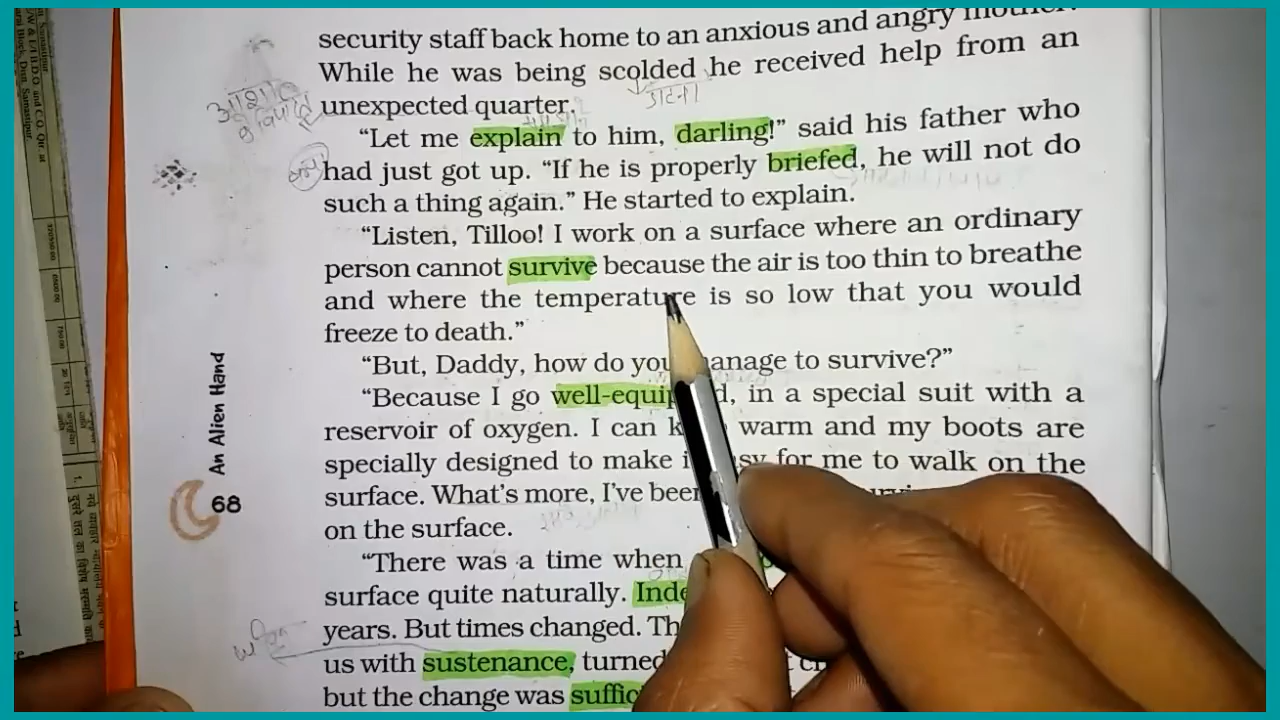 security staff back home to an anxious and angry mother.
While he was being scolded he received help from an
unexpected quarter.
“Let me explain to him, darling!” said his father who
had just got up. “If he is properly briefed, he will not do
such a thing again.” He started to explain.
“Listen, Tilloo! I work on a surface where an ordinary
person cannot survive because the air is too thin to breathe
and where the temperature is so low that you would
freeze to death.”
“But, Daddy, how do you manage to survive?”
“Because I go well-equipped, in a special suit with a
reservoir of oxygen. I can keep warm and my boots are
specially designed to make it easy for me to walk on the
surface. What’s more, I’ve been
on the surface.
“There was a time when
surface quite naturally.
years. But times changed.
us with sustenance, turned
but the change was
An Alien Hand
68